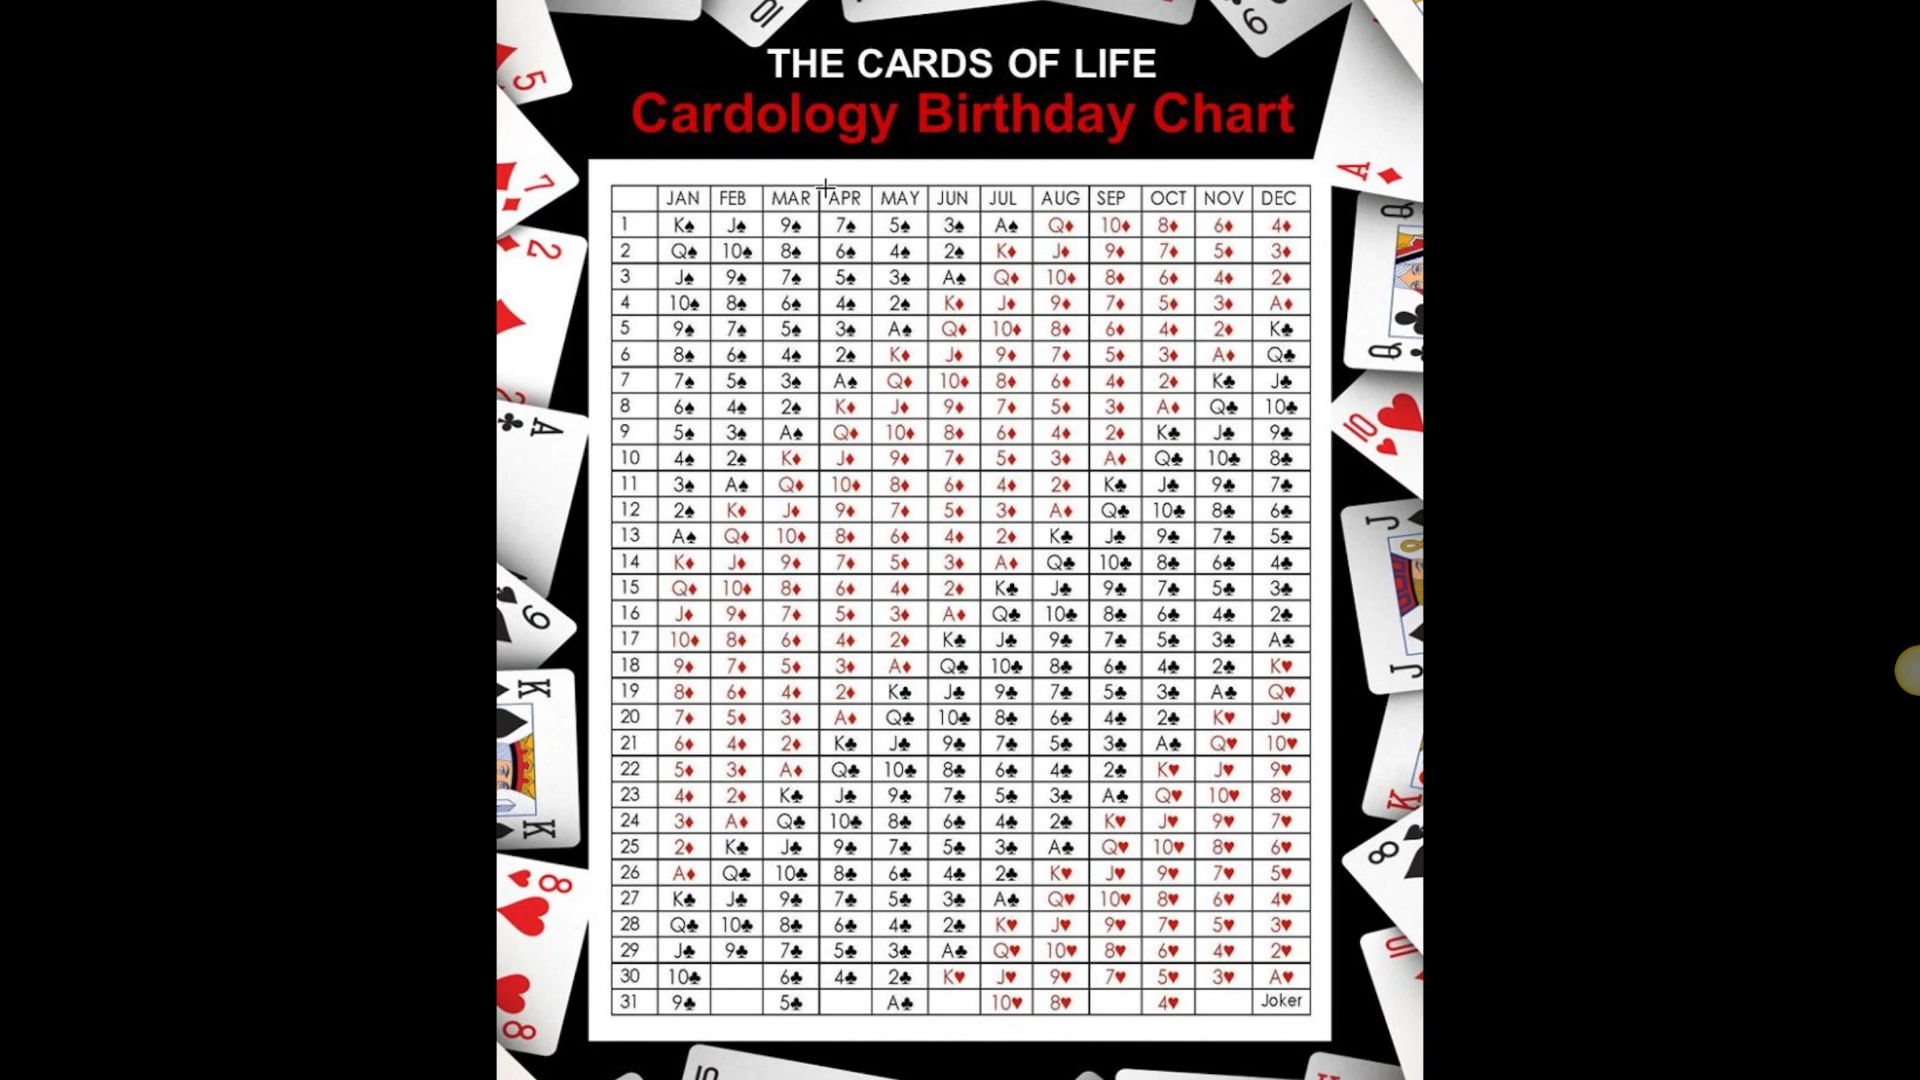 THE CARDS OF LIFE
Cardology Birthday Chart
JAN FEB MAR APR MAY JUN JUL AUG SEP OCT NOV DEC
1 K♠ J♠ 9♠ 7♠ 5♠ 3♠ A♠ Q♦ 10♦ 8♦ 6♦ 4♦
2 Q♠ 10♠ 8♠ 6♠ 4♠ 2♠ K♦ J♦ 9♦ 7♦ 5♦ 3♦
3 J♠ 9♠ 7♠ 5♠ 3♠ A♠ Q♦ 10♦ 8♦ 6♦ 4♦ 2♦
4 10♠ 8♠ 6♠ 4♠ 2♠ K♦ J♦ 9♦ 7♦ 5♦ 3♦ A♦
5 9♠ 7♠ 5♠ 3♠ A♠ Q♦ 10♦ 8♦ 6♦ 4♦ 2♦ K♣
6 8♠ 6♠ 4♠ 2♠ K♦ J♦ 9♦ 7♦ 5♦ 3♦ A♦ Q♣
7 7♠ 5♠ 3♠ A♠ Q♦ 10♦ 8♦ 6♦ 4♦ 2♦ K♣ J♣
8 6♠ 4♠ 2♠ K♦ J♦ 9♦ 7♦ 5♦ 3♦ A♦ Q♣ 10♣
9 5♠ 3♠ A♠ Q♦ 10♦ 8♦ 6♦ 4♦ 2♦ K♣ J♣ 9♣
10 4♠ 2♠ K♦ J♦ 9♦ 7♦ 5♦ 3♦ A♦ Q♣ 10♣ 8♣
11 3♠ A♠ Q♦ 10♦ 8♦ 6♦ 4♦ 2♦ K♣ J♣ 9♣ 7♣
12 2♠ K♦ J♦ 9♦ 7♦ 5♦ 3♦ A♦ Q♣ 10♣ 8♣ 6♣
13 A♠ Q♦ 10♦ 8♦ 6♦ 4♦ 2♦ K♣ J♣ 9♣ 7♣ 5♣
14 K♦ J♦ 9♦ 7♦ 5♦ 3♦ A♦ Q♣ 10♣ 8♣ 6♣ 4♣
15 Q♦ 10♦ 8♦ 6♦ 4♦ 2♦ K♣ J♣ 9♣ 7♣ 5♣ 3♣
16 J♦ 9♦ 7♦ 5♦ 3♦ A♦ Q♣ 10♣ 8♣ 6♣ 4♣ 2♣
17 10♦ 8♦ 6♦ 4♦ 2♦ K♣ J♣ 9♣ 7♣ 5♣ 3♣ A♣
18 9♦ 7♦ 5♦ 3♦ A♦ Q♣ 10♣ 8♣ 6♣ 4♣ 2♣ K♥
19 8♦ 6♦ 4♦ 2♦ K♣ J♣ 9♣ 7♣ 5♣ 3♣ A♣ Q♥
20 7♦ 5♦ 3♦ A♦ Q♣ 10♣ 8♣ 6♣ 4♣ 2♣ K♥ J♥
21 6♦ 4♦ 2♦ K♣ J♣ 9♣ 7♣ 5♣ 3♣ A♣ Q♥ 10♥
22 5♦ 3♦ A♦ Q♣ 10♣ 8♣ 6♣ 4♣ 2♣ K♥ J♥ 9♥
23 4♦ 2♦ K♣ J♣ 9♣ 7♣ 5♣ 3♣ A♣ Q♥ 10♥ 8♥
24 3♦ A♦ Q♣ 10♣ 8♣ 6♣ 4♣ 2♣ K♥ J♥ 9♥ 7♥
25 2♦ K♣ J♣ 9♣ 7♣ 5♣ 3♣ A♣ Q♥ 10♥ 8♥ 6♥
26 A♦ Q♣ 10♣ 8♣ 6♣ 4♣ 2♣ K♥ J♥ 9♥ 7♥ 5♥
27 K♣ J♣ 9♣ 7♣ 5♣ 3♣ A♣ Q♥ 10♥ 8♥ 6♥ 4♥
28 Q♣ 10♣ 8♣ 6♣ 4♣ 2♣ K♥ J♥ 9♥ 7♥ 5♥ 3♥
29 J♣ 9♣ 7♣ 5♣ 3♣ A♣ Q♥ 10♥ 8♥ 6♥ 4♥ 2♥
30 10♣ 6♣ 4♣ 2♣ K♥ J♥ 9♥ 7♥ 5♥ 3♥ A♥
31 9♣ 5♣ A♣ 10♥ 8♥ 4♥ Joker